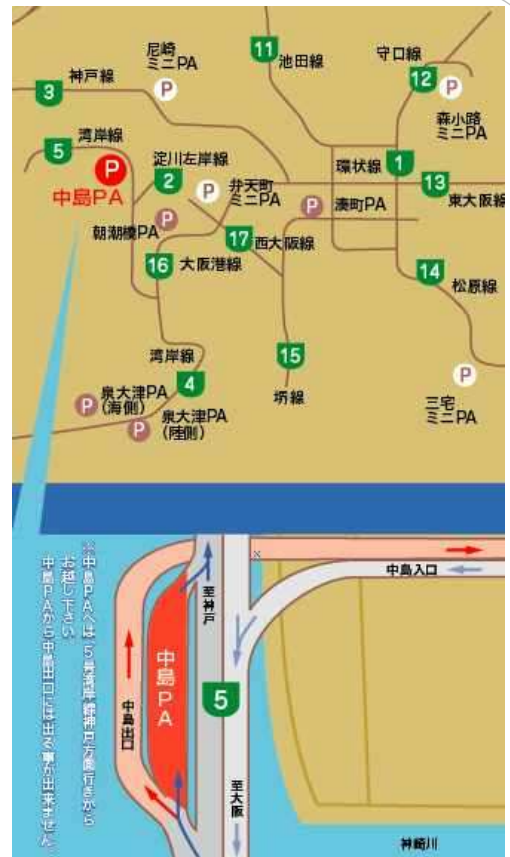 11
池田線
守口線
12
P
森小路
ミニPA
尼崎
ミニPA
P
神戸線
3
湾岸線
5
P
中島PA
淀川左岸線
2
P
弁天町
ミニPA
環状線
1
13
東大阪線
湊町PA
P
朝潮橋PA
P
17
西大阪線
16
大阪港線
14
松原線
湾岸線
4
15
堺線
P
三宅
ミニPA
泉大津PA
(海側)
P
泉大津PA
(陸側)
P
※中島PAへは、5号湾岸線神戸方面行きから
お越し下さい。
中島PAから中島出口には出る事が出来ません。
中島出口
中島PA
至神戸
※
5
至大阪
中島入口
神崎川